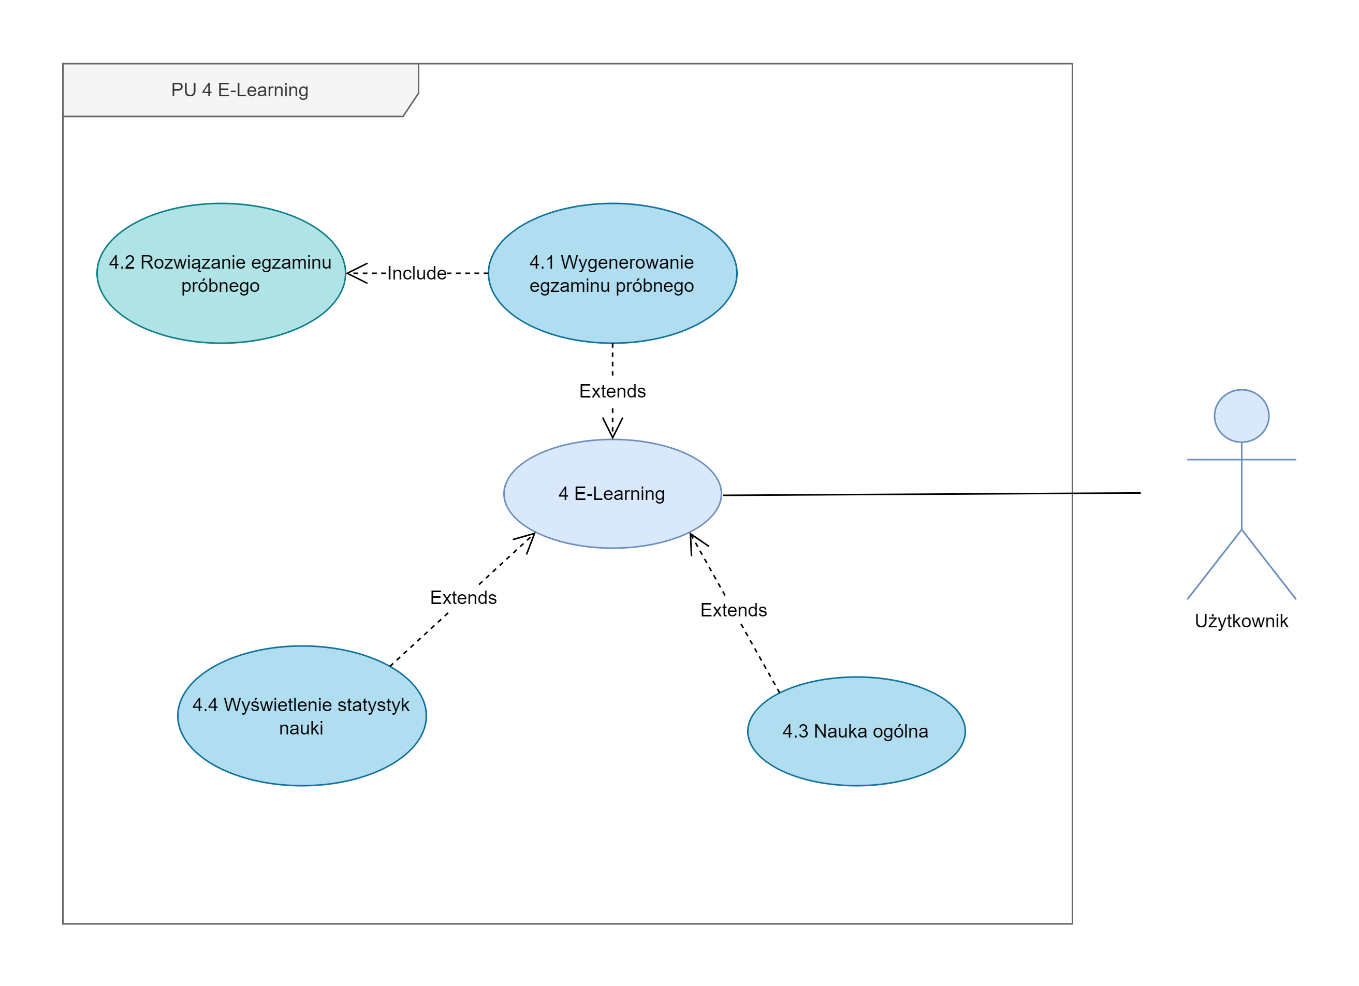 PU 4 E-Learning
4.2 Rozwiązanie egzaminu
próbnego
Include
4.1 Wygenerowanie
egzaminu próbnego
Extends
4 E-Learning
Extends
Extends
Użytkownik
4.4 Wyświetlenie statystyk
nauki
4.3 Nauka ogólna